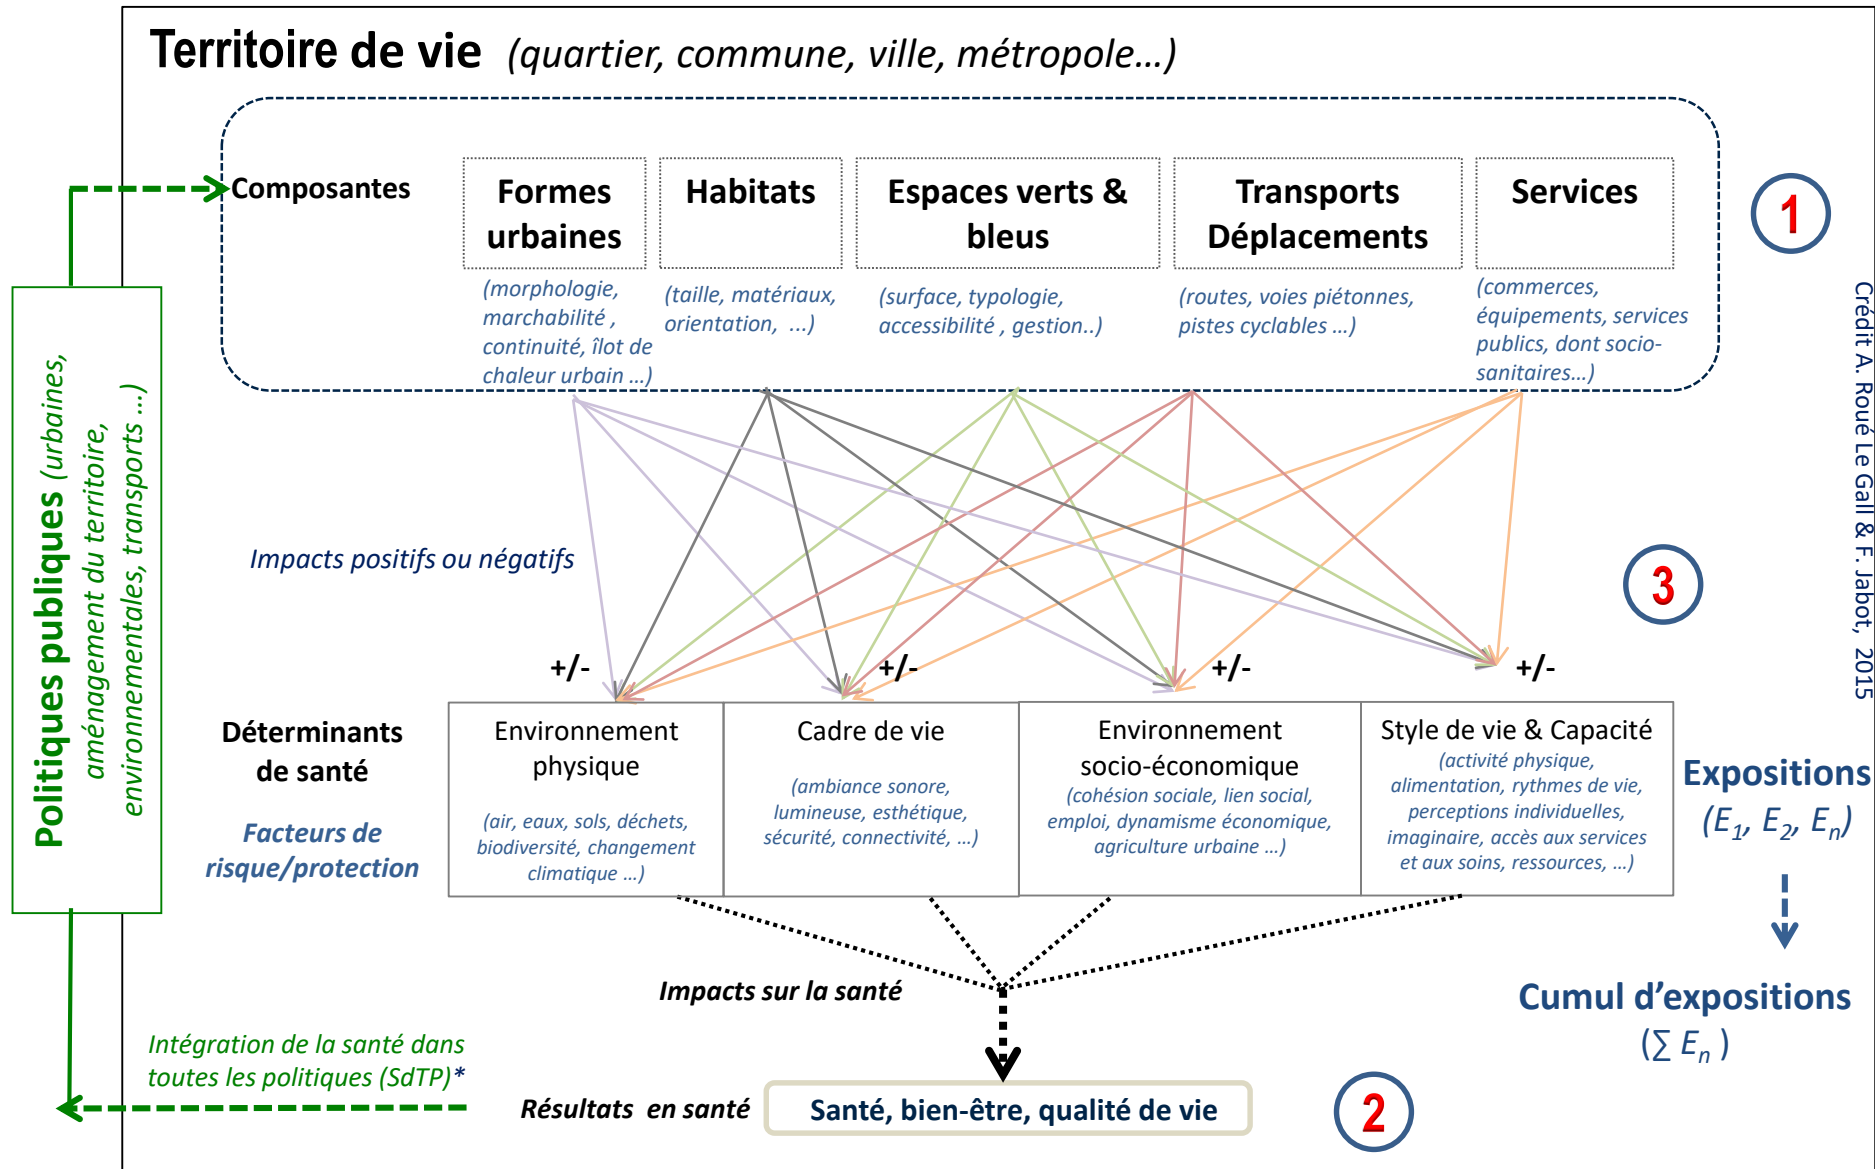 Territoire de vie (quartier, commune, ville, métropole…)
Composantes
Formes
urbaines
(morphologie,
marchabilité ,
continuité, îlot de
chaleur urbain …)
Habitats
(taille, matériaux,
orientation, ...)
Espaces verts &
bleus
(surface, typologie,
accessibilité , gestion..)
Transports
Déplacements
(routes, voies piétonnes,
pistes cyclables …)
Services
(commerces,
équipements, services
publics, dont socio-
sanitaires…)
1
Politiques publiques (urbaines,
aménagement du territoire,
environnementales, transports …)
Crédit A. Roué Le Gall & F. Jabot, 2015
Impacts positifs ou négatifs
3
+/-
+/-
+/-
+/-
Déterminants
de santé
Facteurs de
risque/protection
Environnement
physique
(air, eaux, sols, déchets,
biodiversité, changement
climatique …)
Cadre de vie
(ambiance sonore,
lumineuse, esthétique,
sécurité, connectivité, …)
Environnement
socio-économique
(cohésion sociale, lien social,
emploi, dynamisme économique,
agriculture urbaine …)
Style de vie & Capacité
(activité physique,
alimentation, rythmes de vie,
perceptions individuelles,
imaginaire, accès aux services
et aux soins, ressources, …)
Expositions
(E1, E2, En)
Cumul d’expositions
(∑ En )
Impacts sur la santé
Intégration de la santé dans
toutes les politiques (SdTP)*
Résultats en santé
Santé, bien-être, qualité de vie
2